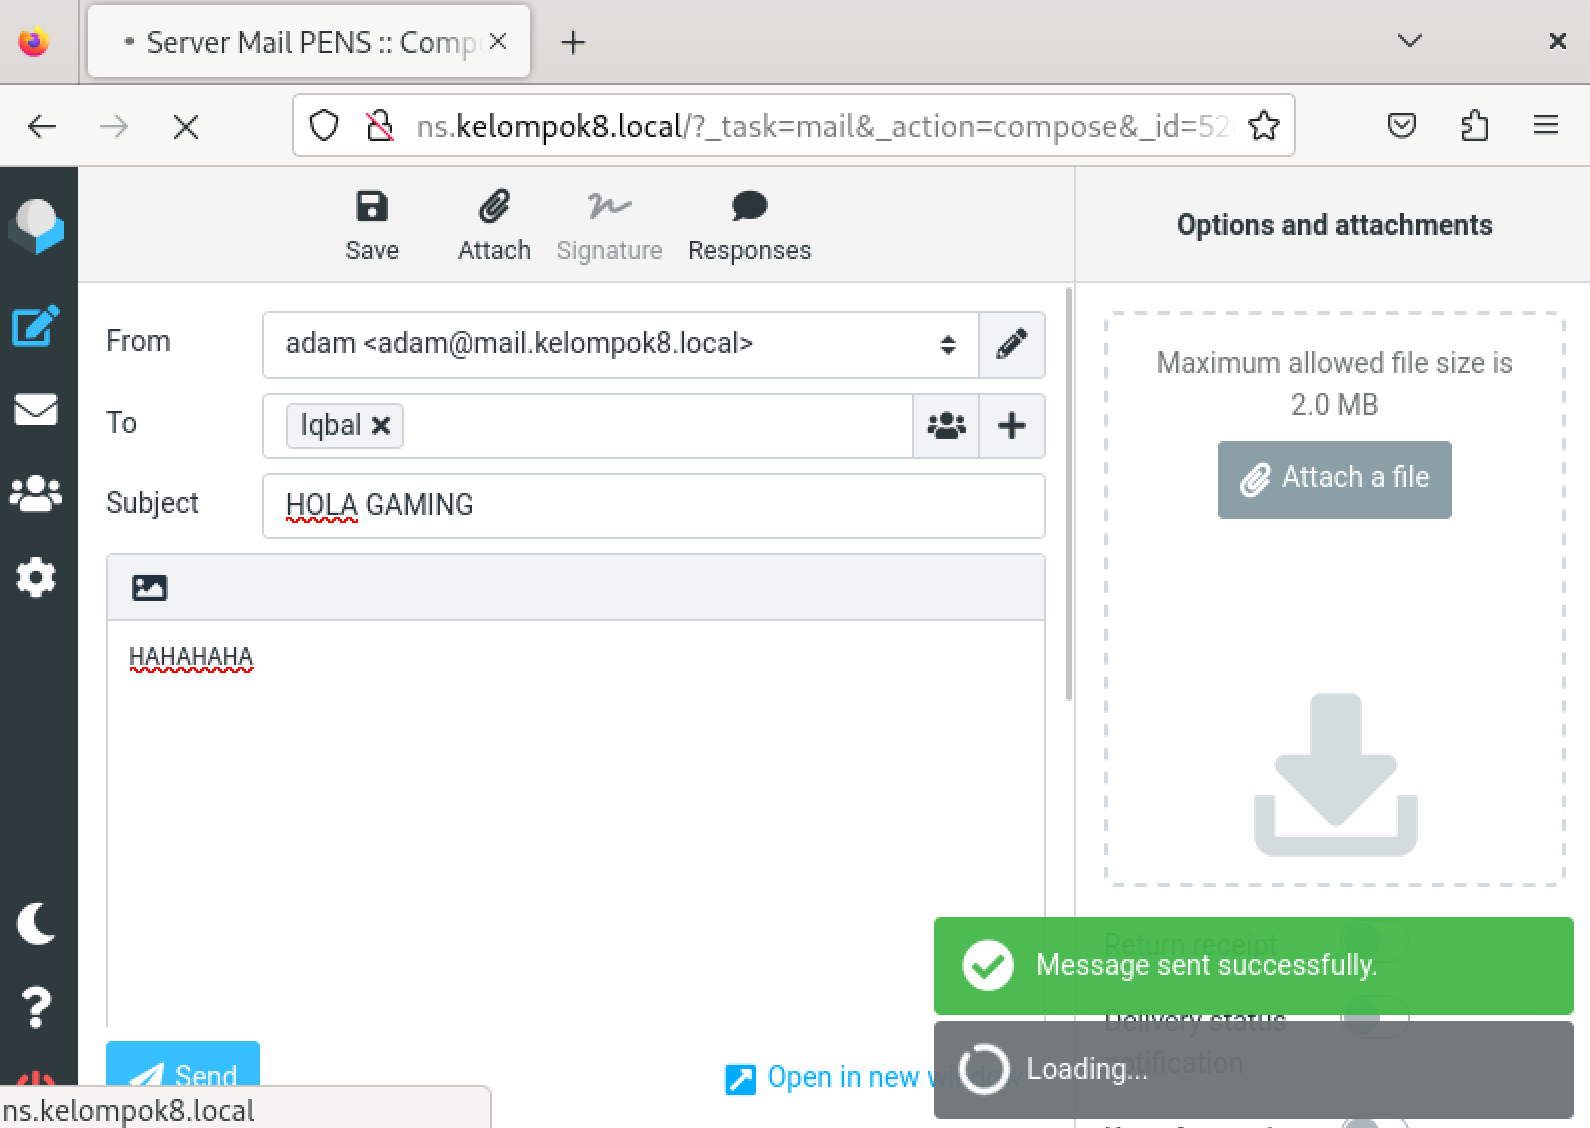 Server Mail PENS :: Comp
ns.kelompok8.local/?_task=mail&_action=compose&_id=52
Save
Attach
Signature
Responses
Options and attachments
From
adam <adam@mail.kelompok8.local>
To
Iqbal
Subject
HOLA GAMING
HAHAHAHA
Maximum allowed file size is
2.0 MB
Attach a file
Return receipt
Message sent successfully.
Delivery status
notification
Loading...
Send
Open in new window
ns.kelompok8.local